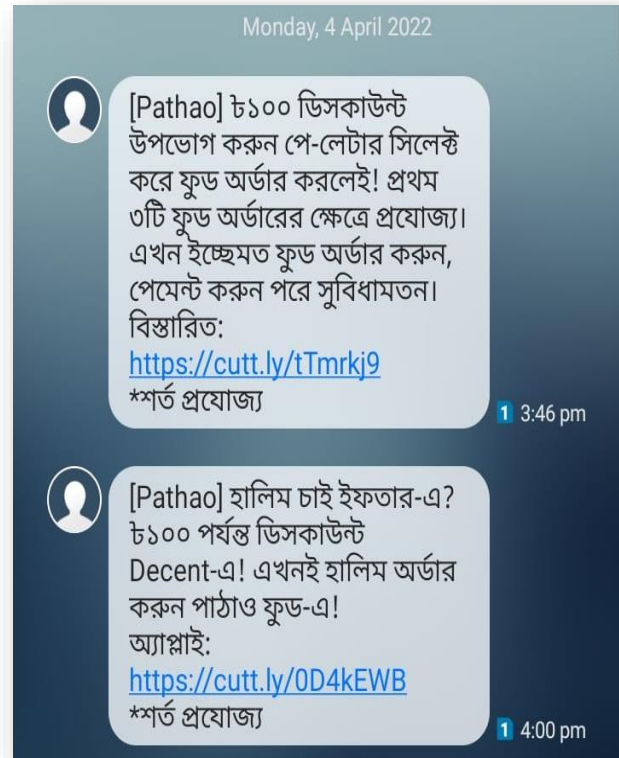 Monday, 4 April 2022
[Pathao] ৳১০০ ডিসকাউন্ট
উপভোগ করুন পে-লেটার সিলেক্ট
করে ফুড অর্ডার করলেই! প্রথম
৩টি ফুড অর্ডারের ক্ষেত্রে প্রযোজ্য।
এখন ইচ্ছেমত ফুড অর্ডার করুন,
পেমেন্ট করুন পরে সুবিধামতন।
বিস্তারিত:
https://cutt.ly/tTmrkj9
*শর্ত প্রযোজ্য
1 3:46 pm
[Pathao] হালিম চাই ইফতার-এ?
৳১০০ পর্যন্ত ডিসকাউন্ট
Decent-এ! এখনই হালিম অর্ডার
করুন পাঠাও ফুড-এ!
অ্যাপ্লাই:
https://cutt.ly/0D4kEWB
*শর্ত প্রযোজ্য
1 4:00 pm